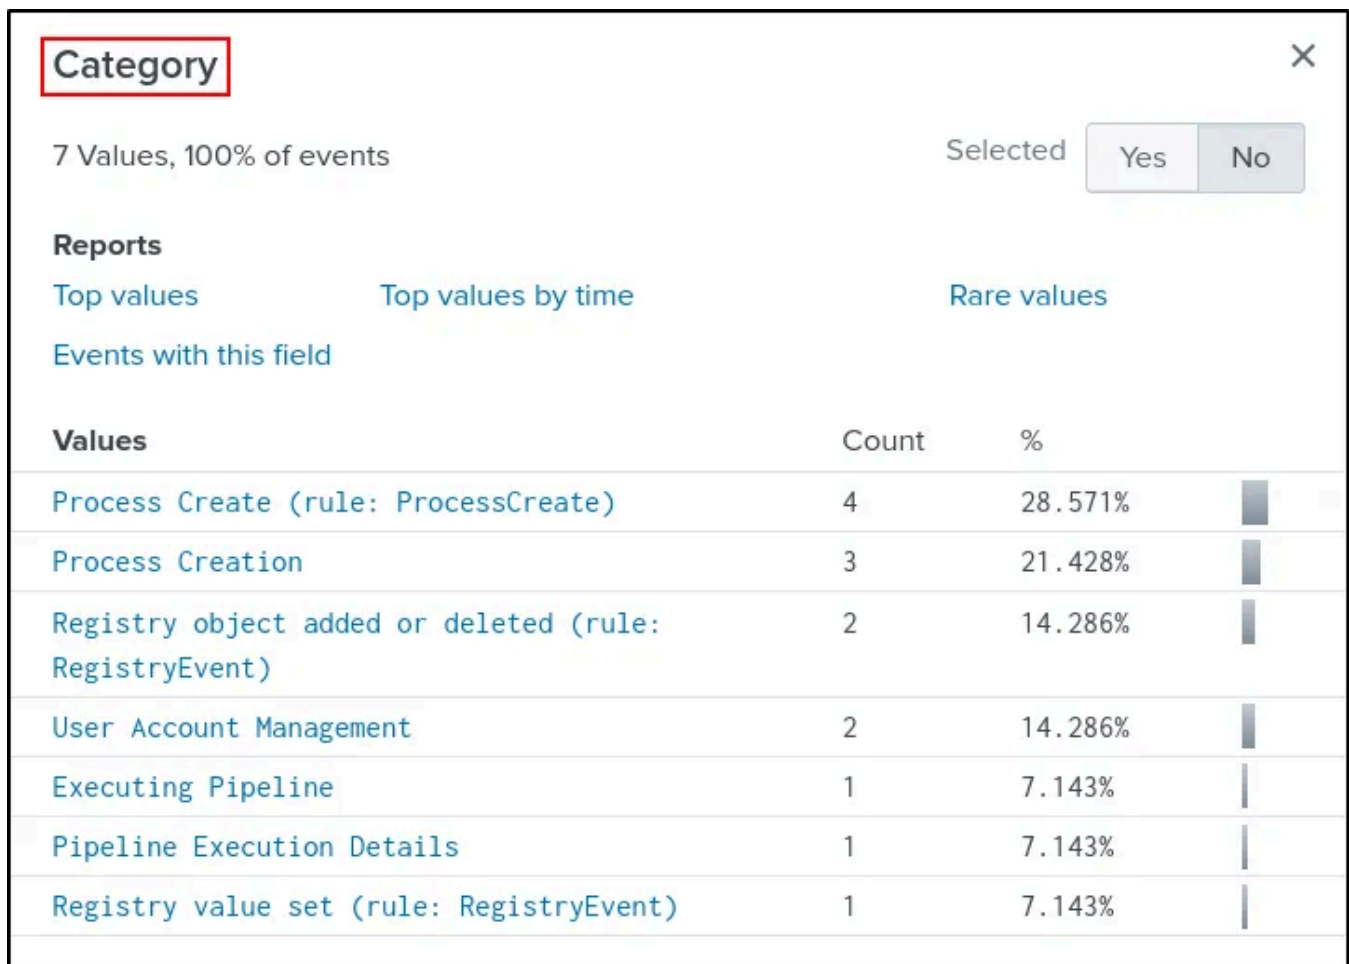 Category
7 Values, 100% of events
Selected Yes No
Reports
Top values Top values by time Rare values
Events with this field
Values Count %
Process Create (rule: ProcessCreate) 4 28.571%
Process Creation 3 21.428%
Registry object added or deleted (rule: 2 14.286%
RegistryEvent)
User Account Management 2 14.286%
Executing Pipeline 1 7.143%
Pipeline Execution Details 1 7.143%
Registry value set (rule: RegistryEvent) 1 7.143%